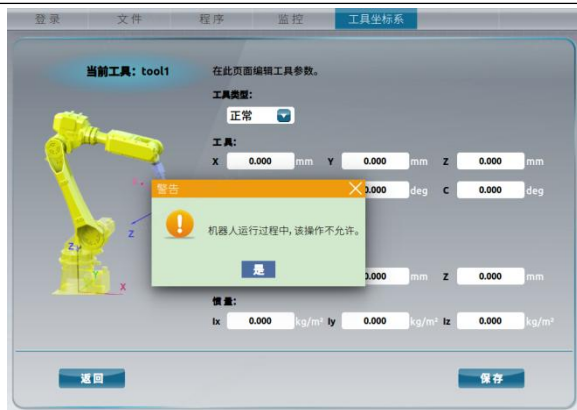 登录 文件 程序 监控 工具坐标系
当前工具：tool1
在此页面编辑工具参数。
工具类型：
正常
工具：
X 0.000 mm Y 0.000 mm Z 0.000 mm
0.000 deg C 0.000 deg
警告
机器人运行过程中，该操作不允许。
是
0.000 mm Z 0.000 mm
惯量：
Ix 0.000 kg/m² Iy 0.000 kg/m² Iz 0.000 kg/m²
Z
Z
X
返回 保存